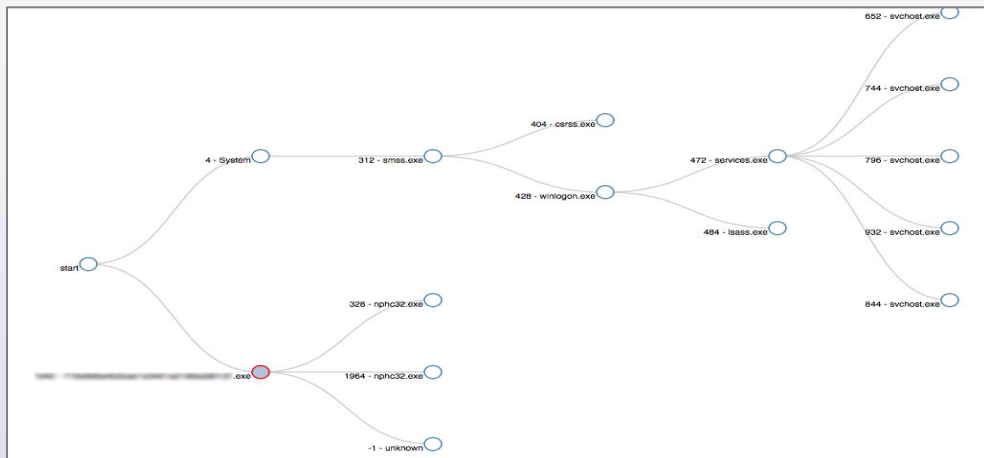 652 - svchost.exe
744 - svchost.exe
404 - csrss.exe
4 - System
312 - smss.exe
472 - services.exe
796 - svchost.exe
428 - winlogon.exe
484 - lsass.exe
932 - svchost.exe
start
328 - nphc32.exe
844 - svchost.exe
.exe
1964 - nphc32.exe
-1 - unknown